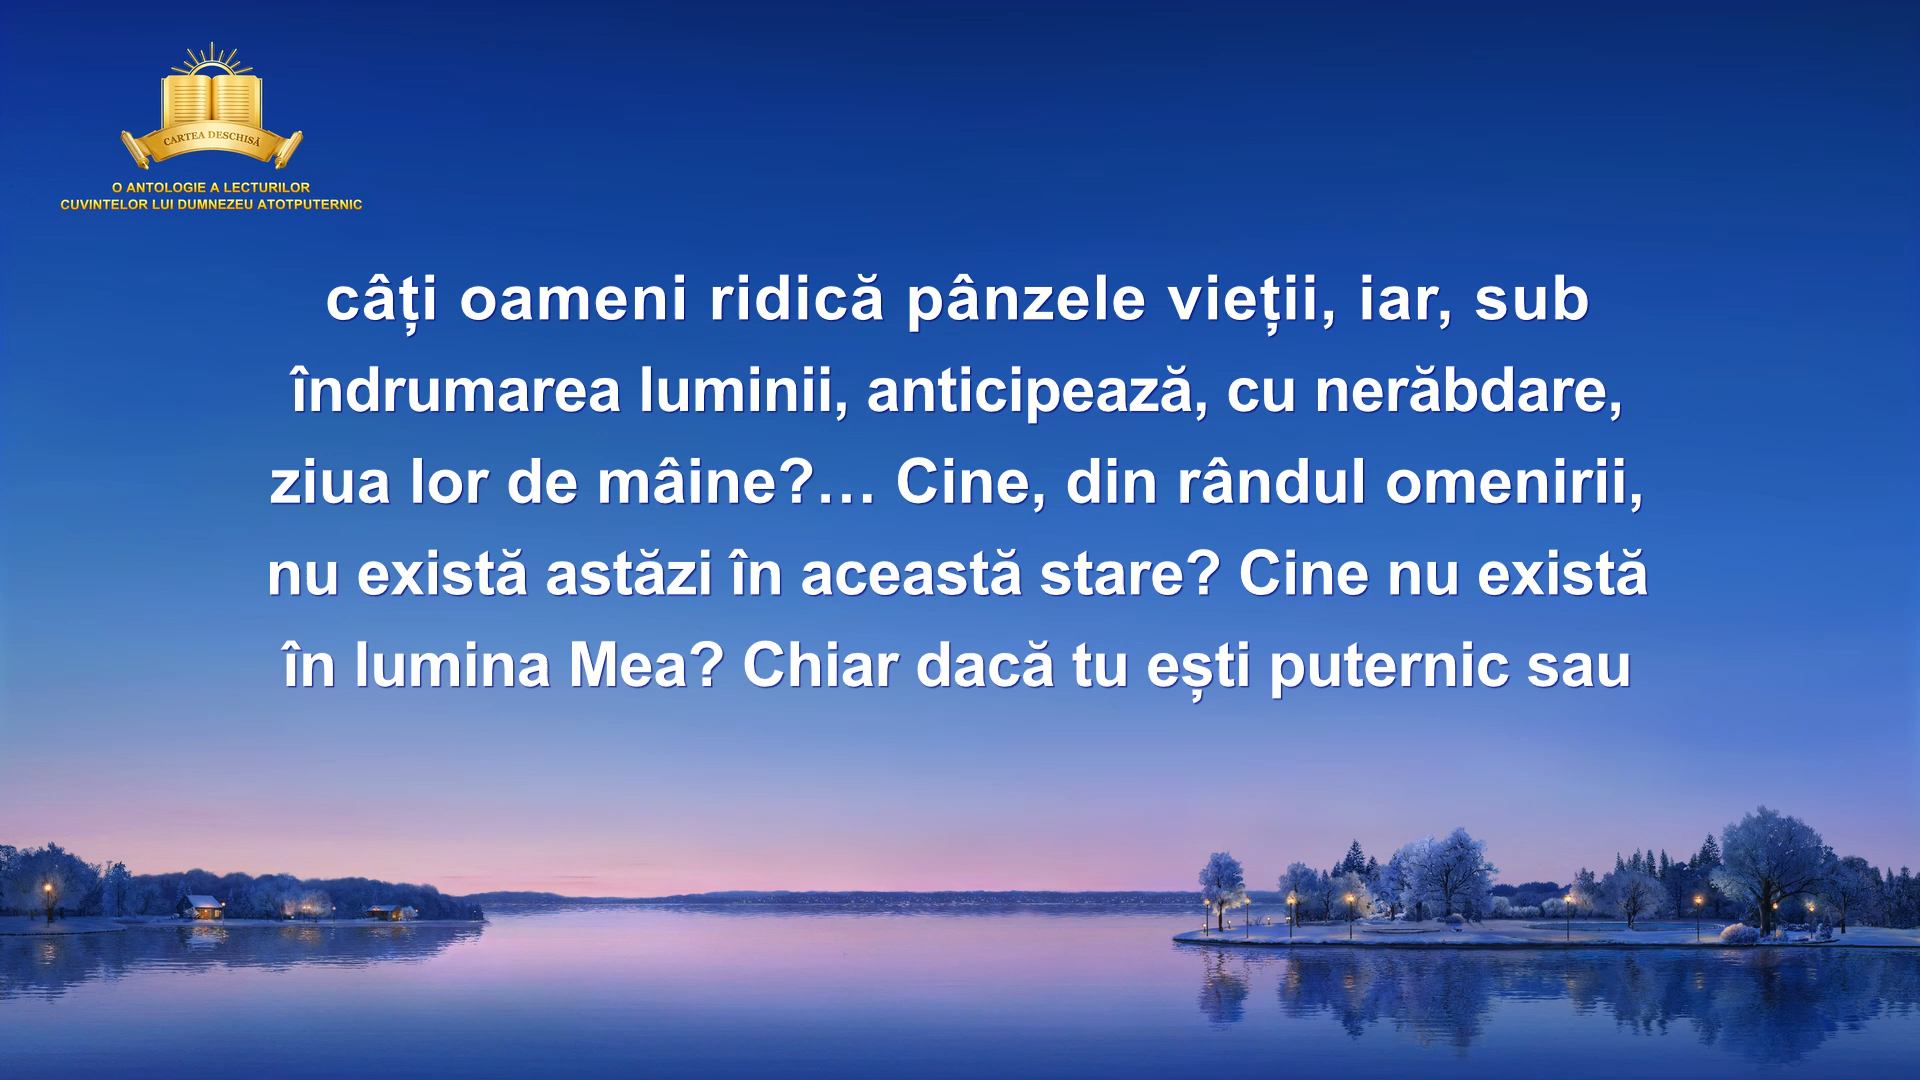 CARTEA DESCHISĂ
O ANTOLOGIE A LECTURILOR
CUVINTELOR LUI DUMNEZEU ATOTPUTERNIC
câți oameni ridică pânzele vieții, iar, sub
îndrumarea luminii, anticipează, cu nerăbdare,
ziua lor de mâine?… Cine, din rândul omenirii,
nu există astăzi în această stare? Cine nu există
în lumina Mea? Chiar dacă tu ești puternic sau